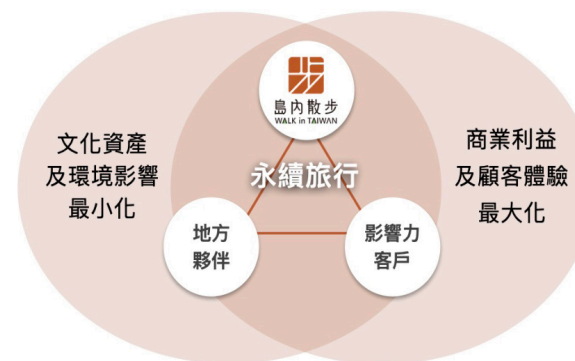 島內散步
WALK in TAIWAN
文化資產
及環境影響
最小化
永續旅行
商業利益
及顧客體驗
最大化
地方
夥伴
影響力
客戶